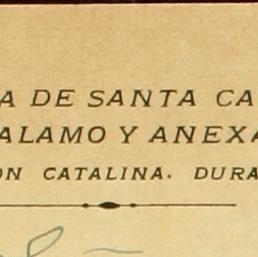 A DE SANTA CA
ALAMO Y ANEXA
ON CATALINA. DURA